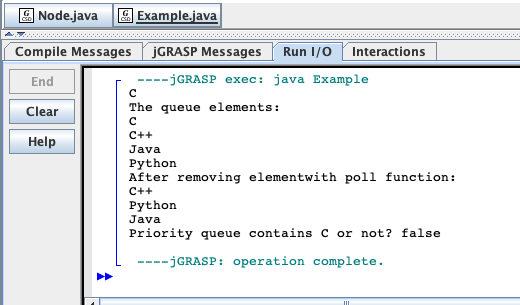 Node.java Example.java
Compile Messages jGRASP Messages Run I/O Interactions
End
Clear
Help
----jGRASP exec: java Example
C
The queue elements:
C
C++
Java
Python
After removing elementwith poll function:
C++
Python
Java
Priority queue contains C or not? false
----jGRASP: operation complete.